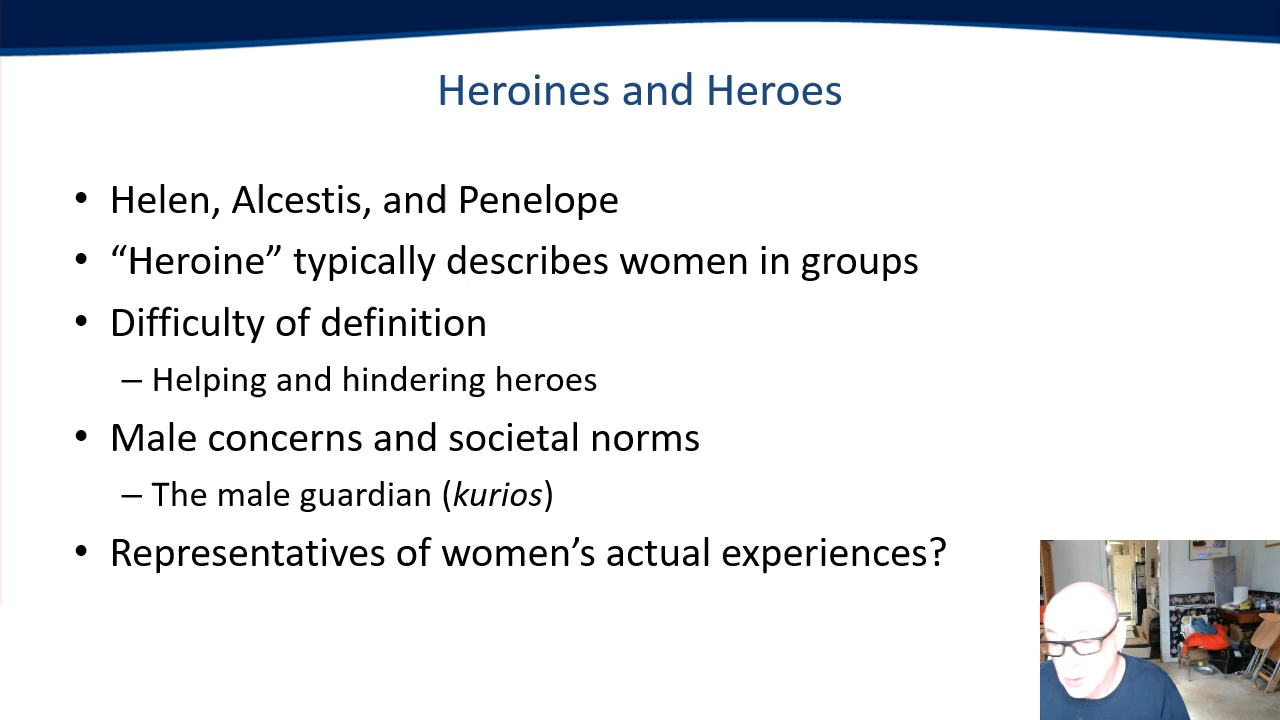 Heroines and Heroes
• Helen, Alcestis, and Penelope
• “Heroine” typically describes women in groups
• Difficulty of definition
– Helping and hindering heroes
• Male concerns and societal norms
– The male guardian (kurios)
• Representatives of women’s actual experiences?